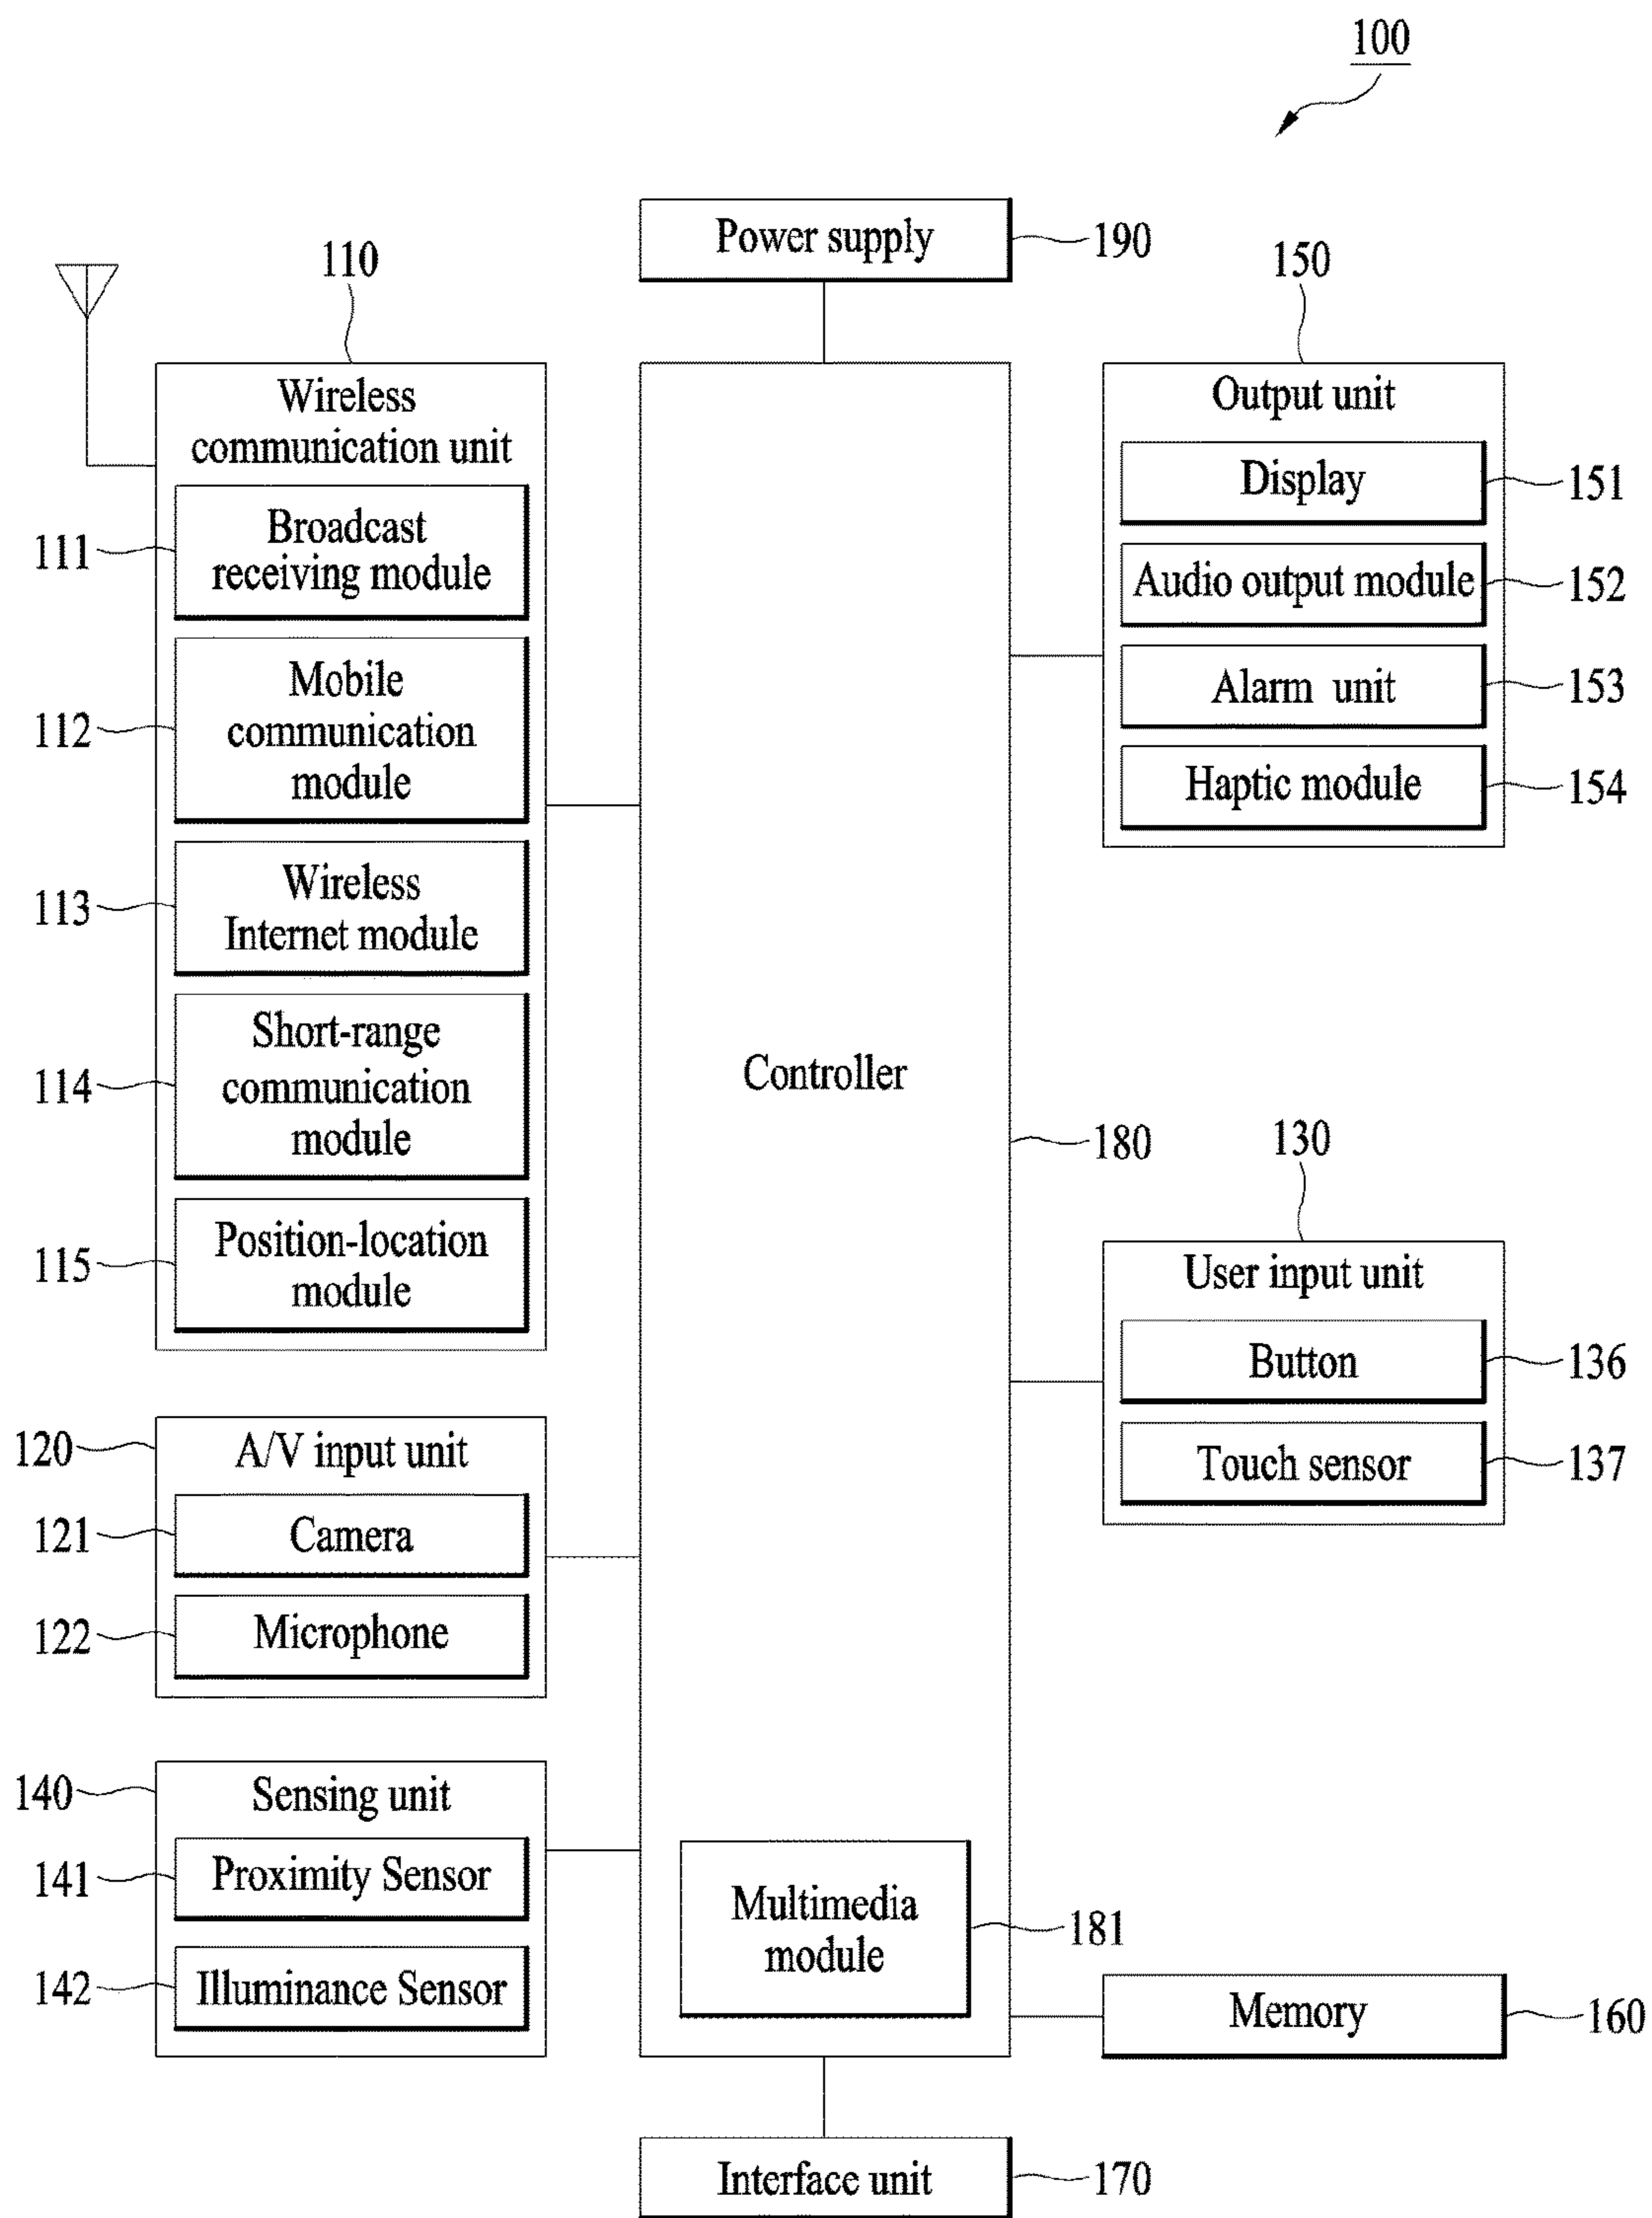 100
Power supply
190
110
Wireless
communication unit
111
Broadcast
receiving module
112
Mobile
communication
module
113
Wireless
Internet module
114
Short-range
communication
module
115
Position-location
module
120
A/V input unit
121
Camera
122
Microphone
140
Sensing unit
141
Proximity Sensor
142
Illuminance Sensor
Controller
180
Multimedia
module
181
150
Output unit
Display
151
Audio output module
152
Alarm unit
153
Haptic module
154
130
User input unit
Button
136
Touch sensor
137
Memory
160
Interface unit
170